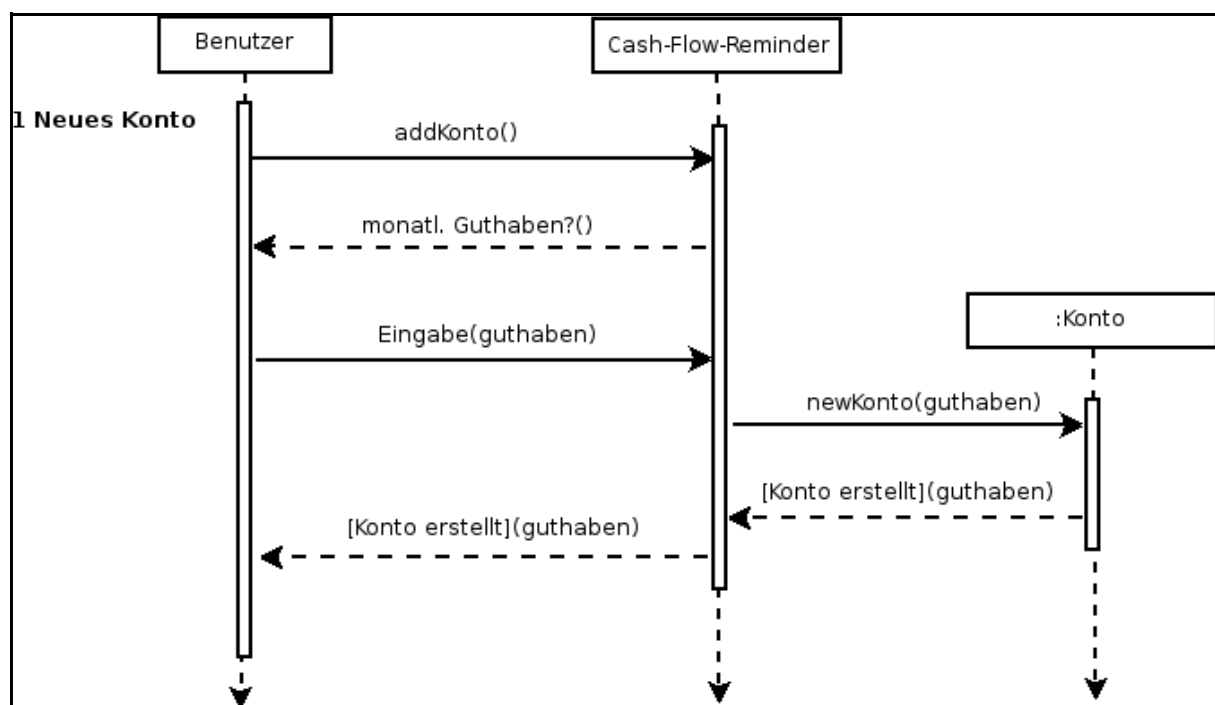 Benutzer
Cash-Flow-Reminder
1 Neues Konto
addKonto()
monatl. Guthaben?()
:Konto
Eingabe(guthaben)
newKonto(guthaben)
[Konto erstellt](guthaben)
[Konto erstellt](guthaben)